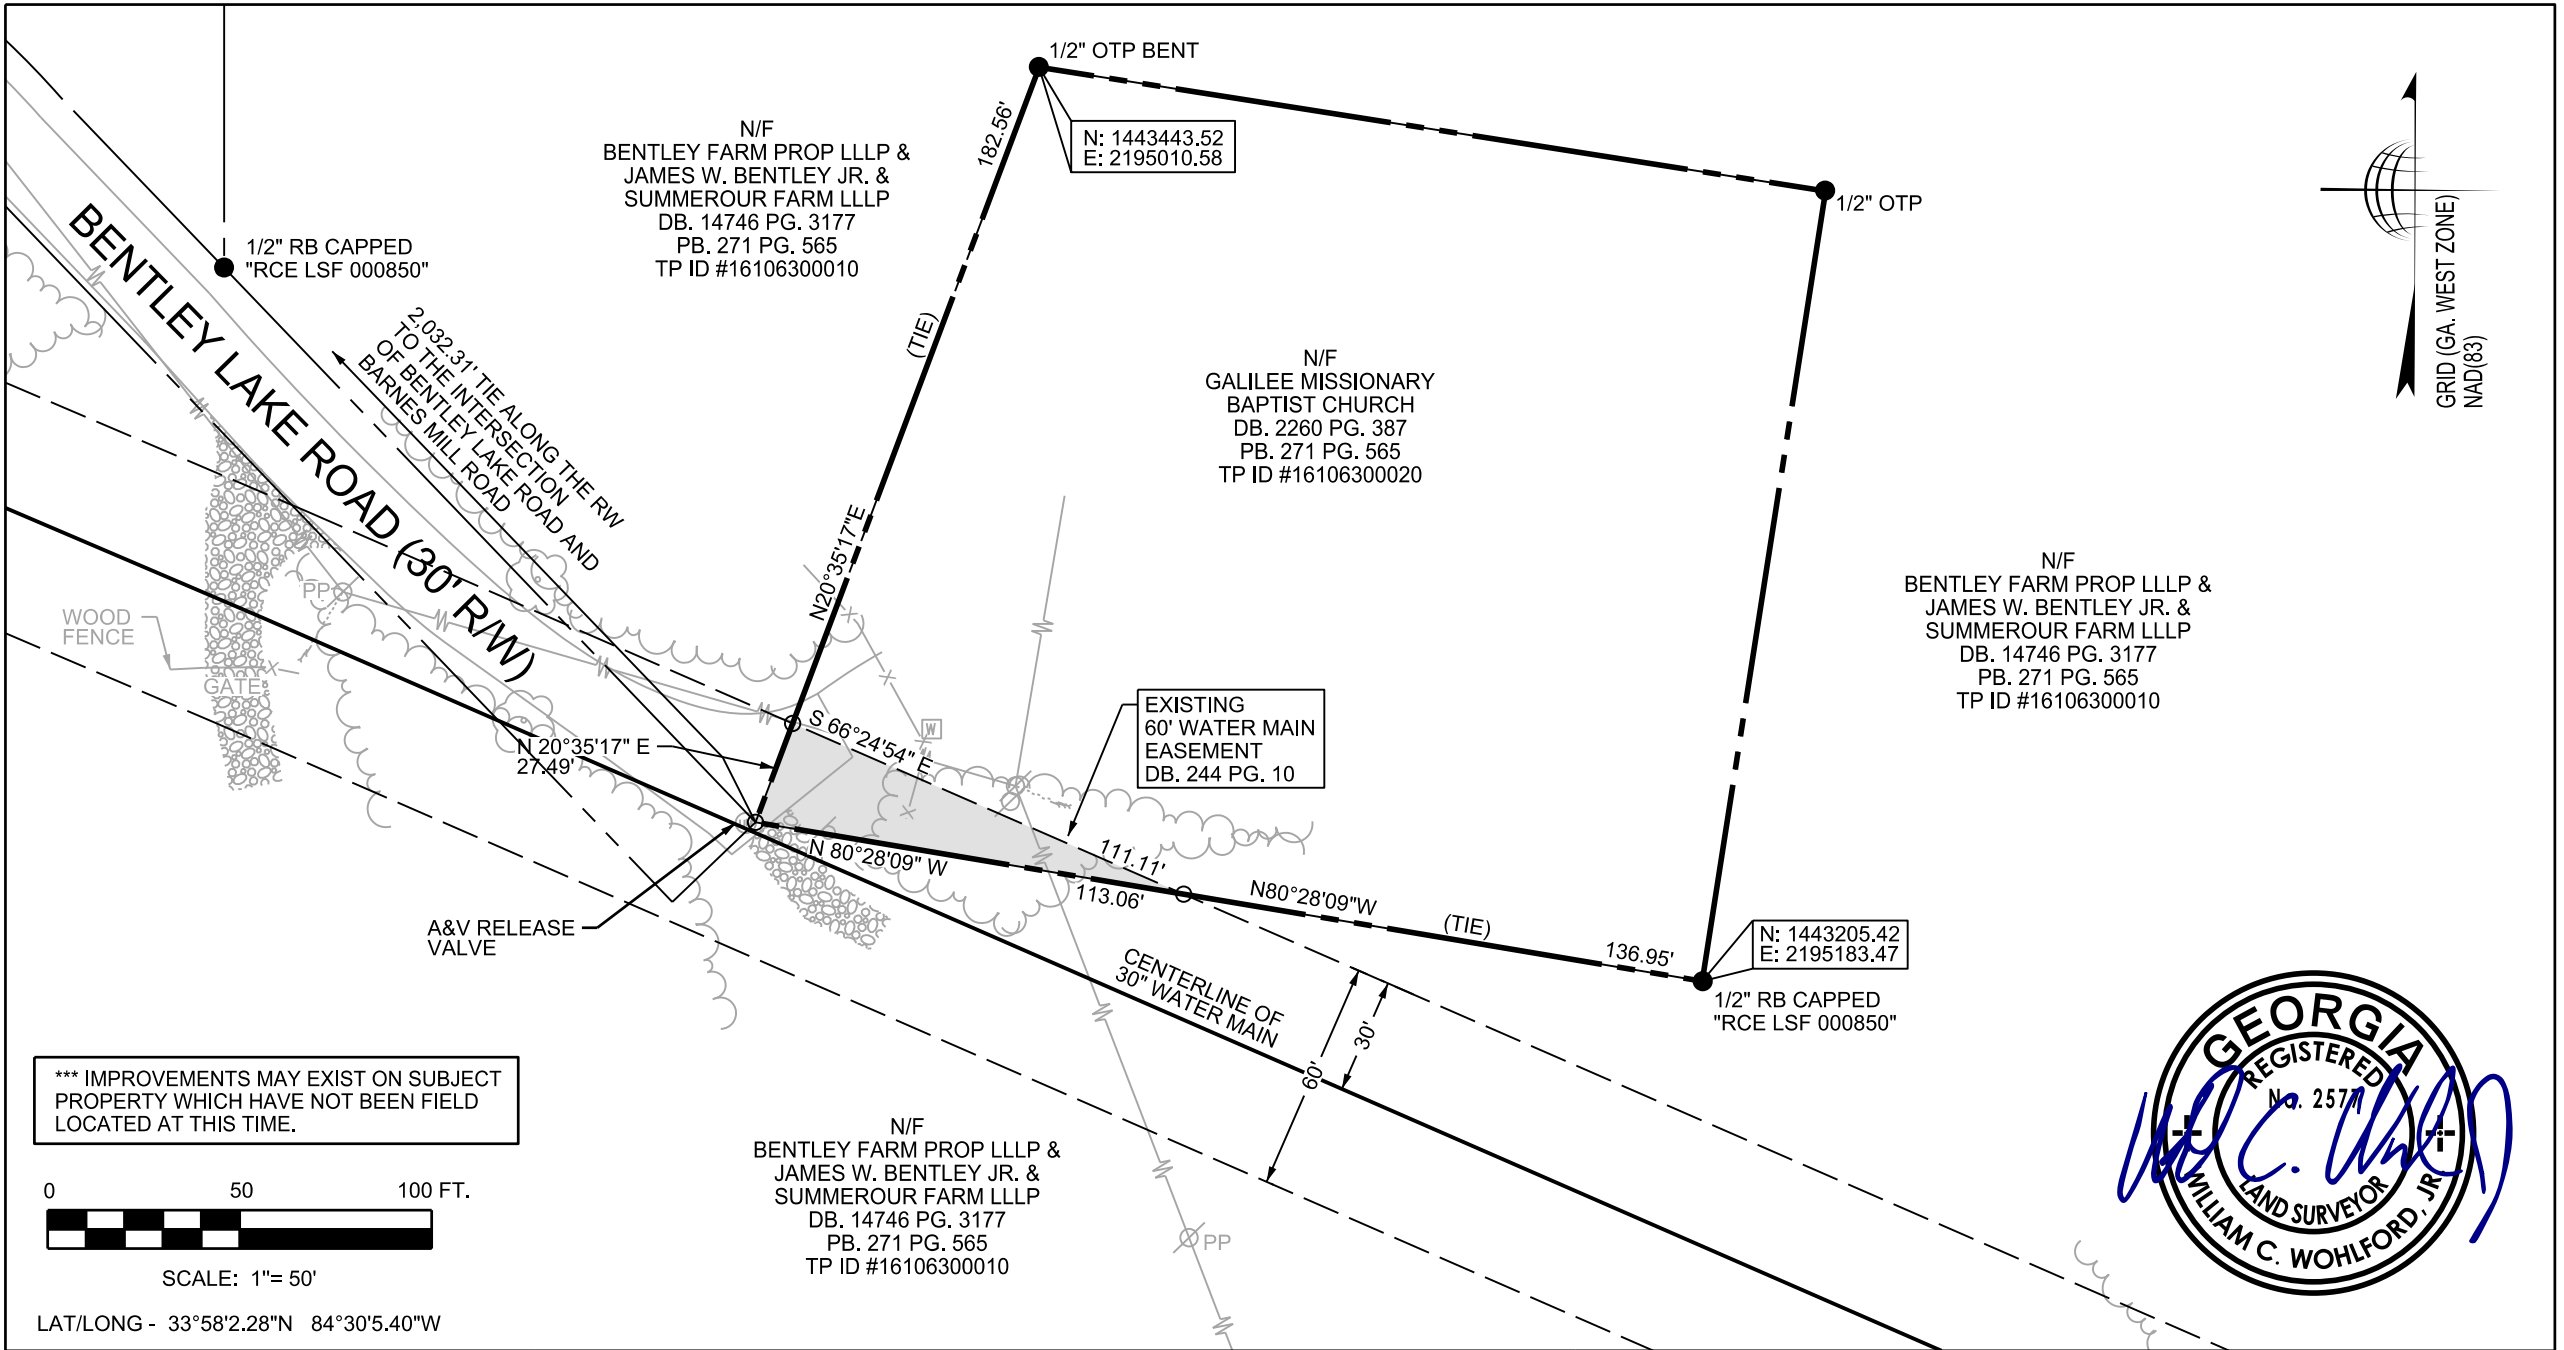 1/2" OTP BENT
N: 1443443.52
E: 2195010.58
182.56'
N/F
BENTLEY FARM PROP LLLP &
JAMES W. BENTLEY JR. &
SUMMEROUR FARM LLLP
DB. 14746 PG. 3177
PB. 271 PG. 565
TP ID #16106300010
1/2" OTP
GRID (GA. WEST ZONE)
NAD(83)
1/2" RB CAPPED
"RCE LSF 000850"
BENTLEY LAKE ROAD (30' R/W)
2,032.31' TIE ALONG THE RW
TO THE INTERSECTION
OF BENTLEY LAKE ROAD AND
BARNES MILL ROAD
(TIE)
N20°35'17"E
N/F
GALILEE MISSIONARY
BAPTIST CHURCH
DB. 2260 PG. 387
PB. 271 PG. 565
TP ID #16106300020
N/F
BENTLEY FARM PROP LLLP &
JAMES W. BENTLEY JR. &
SUMMEROUR FARM LLLP
DB. 14746 PG. 3177
PB. 271 PG. 565
TP ID #16106300010
WOOD
FENCE
PP
GATE
W
N 20°35'17" E
27.49'
S 66°24'54" E
111.11'
EXISTING
60' WATER MAIN
EASEMENT
DB. 244 PG. 10
N 80°28'09" W
113.06'
N80°28'09"W
(TIE)
136.95'
N: 1443205.42
E: 2195183.47
1/2" RB CAPPED
"RCE LSF 000850"
A&V RELEASE
VALVE
CENTERLINE OF
30" WATER MAIN
60'
30'
*** IMPROVEMENTS MAY EXIST ON SUBJECT
PROPERTY WHICH HAVE NOT BEEN FIELD
LOCATED AT THIS TIME.
0 50 100 FT.
SCALE: 1"= 50'
LAT/LONG - 33°58'2.28"N 84°30'5.40"W
N/F
BENTLEY FARM PROP LLLP &
JAMES W. BENTLEY JR. &
SUMMEROUR FARM LLLP
DB. 14746 PG. 3177
PB. 271 PG. 565
TP ID #16106300010
PP
GEORGIA
REGISTERED
No. 2577
LAND SURVEYOR
WILLIAM C. WOHLFORD, JR